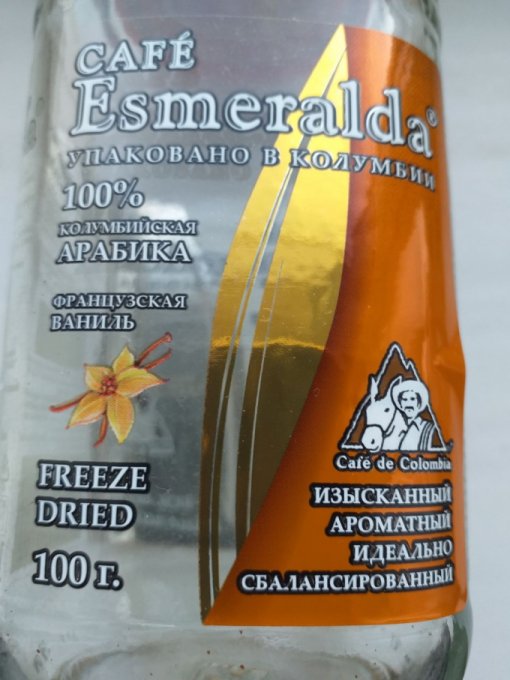 CAFÉ
Esmeralda®
УПАКОВАНО В КОЛУМБИИ
100%
КОЛУМБИЙСКАЯ
АРАБИКА
ФРАНЦУЗСКАЯ
ВАНИЛЬ
Café de Colombia
FREEZE
DRIED
100 г.
ИЗЫСКАННЫЙ
АРОМАТНЫЙ
ИДЕАЛЬНО
СБАЛАНСИРОВАННЫЙ